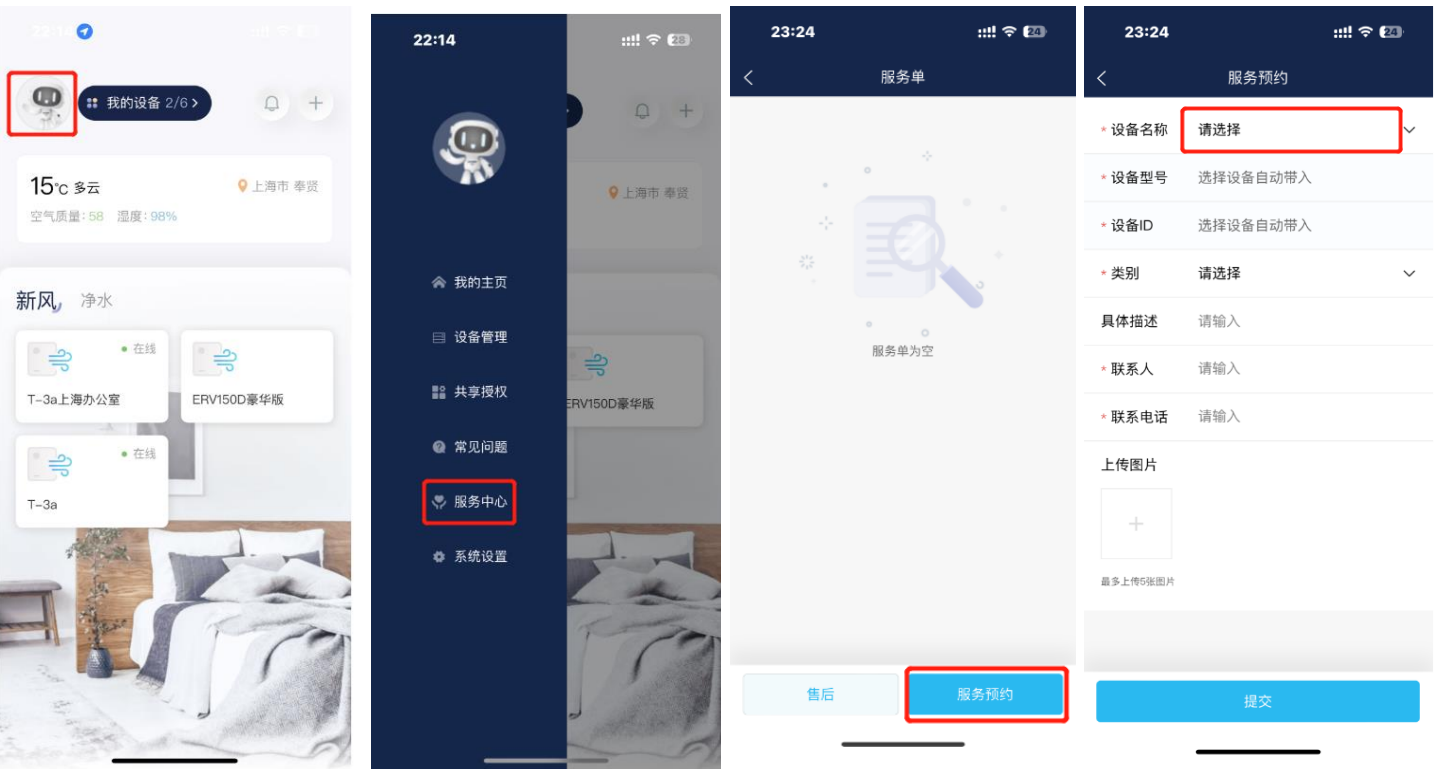 我的设备 2/6 >
15°C 多云
上海市 奉贤
空气质量: 58 湿度: 98%
新风 净水
在线
T-3a上海办公室
ERV150D豪华版
在线
T-3a
22:14
23
上海市 奉贤
我的主页
设备管理
共享授权
常见问题
服务中心
系统设置
ERV150D豪华版
23:24
24
服务单
服务单为空
售后
服务预约
23:24
24
服务预约
* 设备名称 请选择
* 设备型号 选择设备自动带入
* 设备ID 选择设备自动带入
* 类别 请选择
具体描述 请输入
* 联系人 请输入
* 联系电话 请输入
上传图片
最多上传5张图片
提交